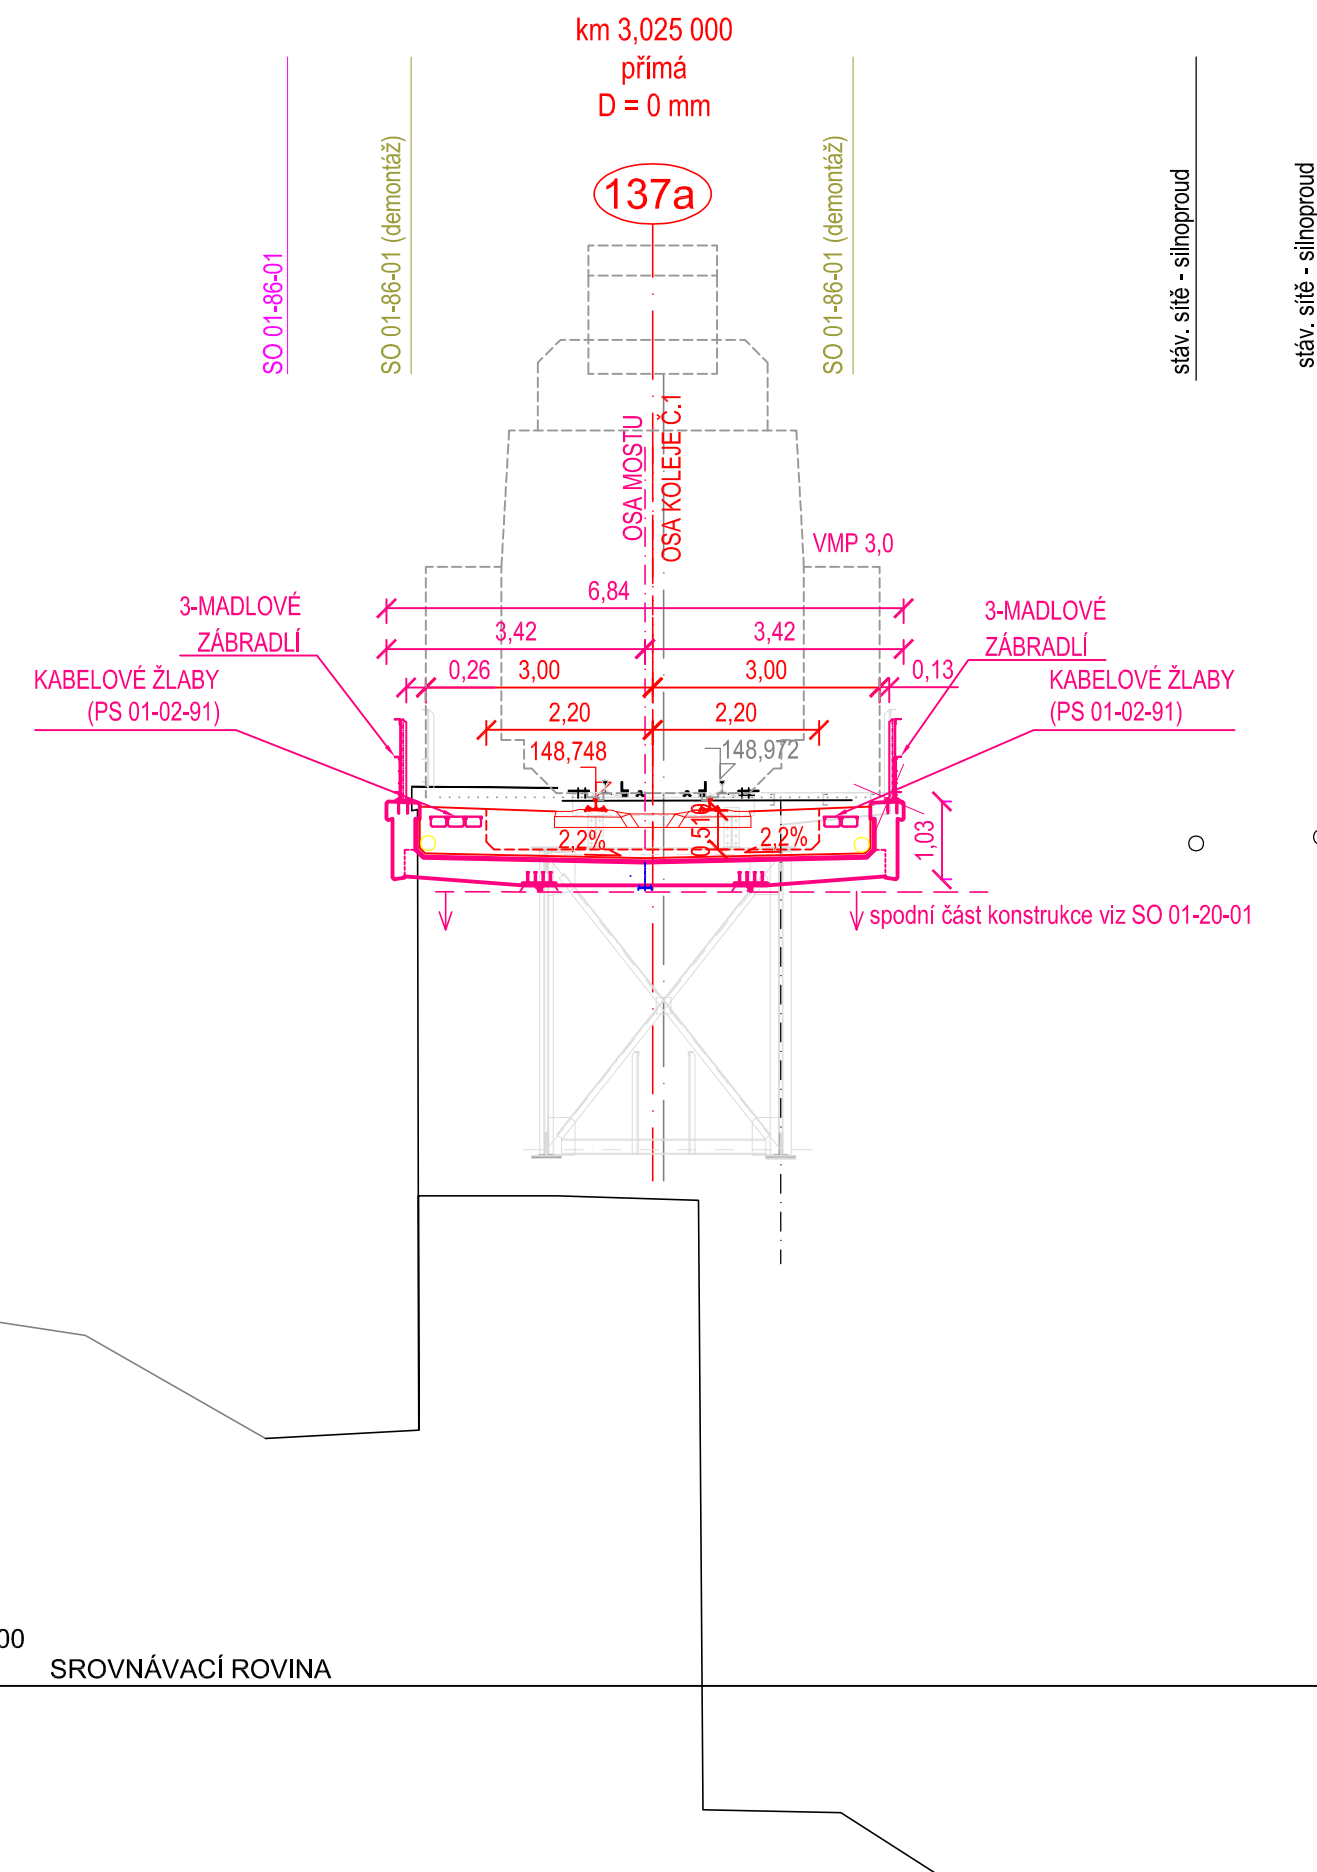 km 3,025 000
přímá
D = 0 mm
137a
SO 01-86-01
SO 01-86-01 (demontáž)
SO 01-86-01 (demontáž)
stáv. sítě - silnoproud
stáv. sítě - silnoproud
OSA MOSTU
OSA KOLEJE Č.1
VMP 3,0
6,84
3-MADLOVÉ
ZÁBRADLÍ
3-MADLOVÉ
ZÁBRADLÍ
3,42
3,42
0,26
3,00
3,00
0,13
KABELOVÉ ŽLABY
(PS 01-02-91)
KABELOVÉ ŽLABY
(PS 01-02-91)
2,20
2,20
148,748
148,972
2,2%
0,519
2,2%
1,03
spodní část konstrukce viz SO 01-20-01
00
SROVNÁVACÍ ROVINA